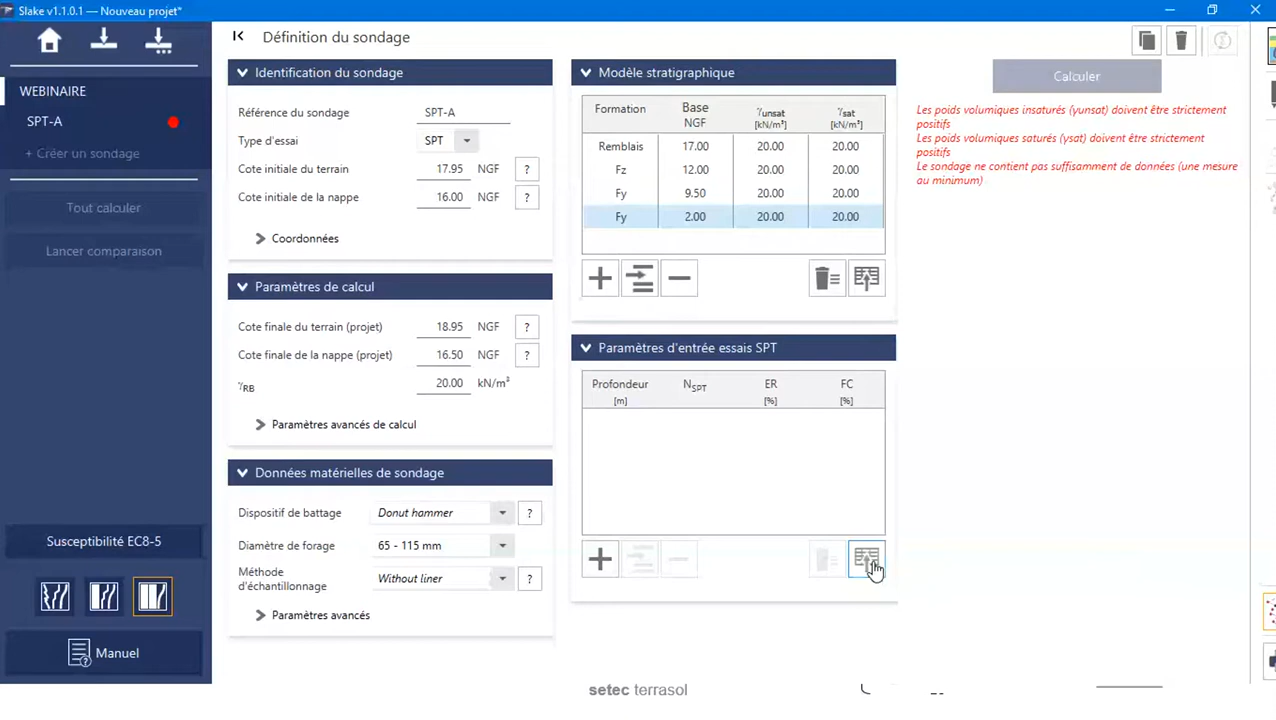 Slake v1.1.0.1 — Nouveau projet*
WEBINAIRE
SPT-A
+ Créer un sondage
Tout calculer
Lancer comparaison
Susceptibilité EC8-5
Manuel
Définition du sondage
Identification du sondage
Référence du sondage SPT-A
Type d'essai SPT
Cote initiale du terrain 17.95 NGF ?
Cote initiale de la nappe 16.00 NGF ?
Coordonnées
Paramètres de calcul
Cote finale du terrain (projet) 18.95 NGF ?
Cote finale de la nappe (projet) 16.50 NGF ?
γRB 20.00 kN/m³
Paramètres avancés de calcul
Données matérielles de sondage
Dispositif de battage Donut hammer ?
Diamètre de forage 65 - 115 mm
Méthode
d'échantillonnage Without liner ?
Paramètres avancés
Modèle stratigraphique
Formation Base NGF γunsat [kN/m³] γsat [kN/m³]
Remblais 17.00 20.00 20.00
Fz 12.00 20.00 20.00
Fy 9.50 20.00 20.00
Fy 2.00 20.00 20.00
Paramètres d'entrée essais SPT
Profondeur [m] NSPT ER [%] FC [%]
Calculer
Les poids volumiques insaturés (γunsat) doivent être strictement
positifs
Les poids volumiques saturés (γsat) doivent être strictement
positifs
Le sondage ne contient pas suffisamment de données (une mesure
au minimum)
setec terrasol